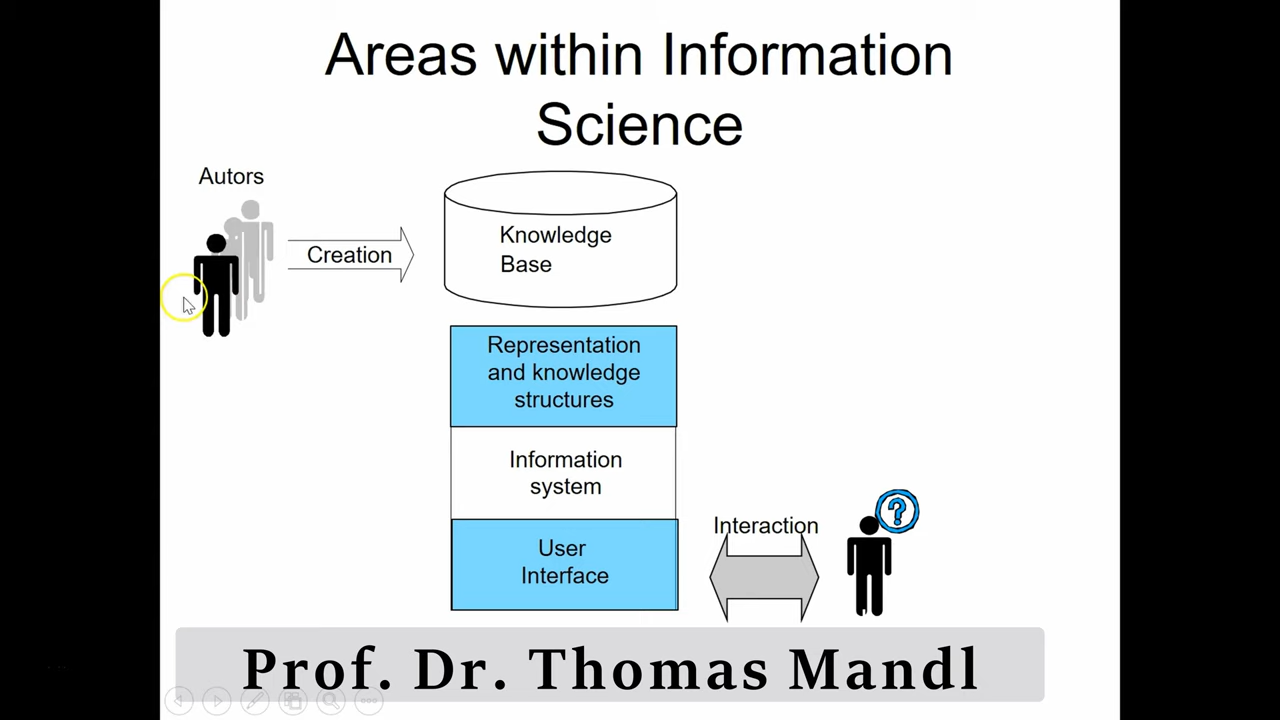 Areas within Information
Science
Autors
Creation
Knowledge
Base
Representation
and knowledge
structures
Information
system
User
Interface
Interaction
?
Prof. Dr. Thomas Mandl